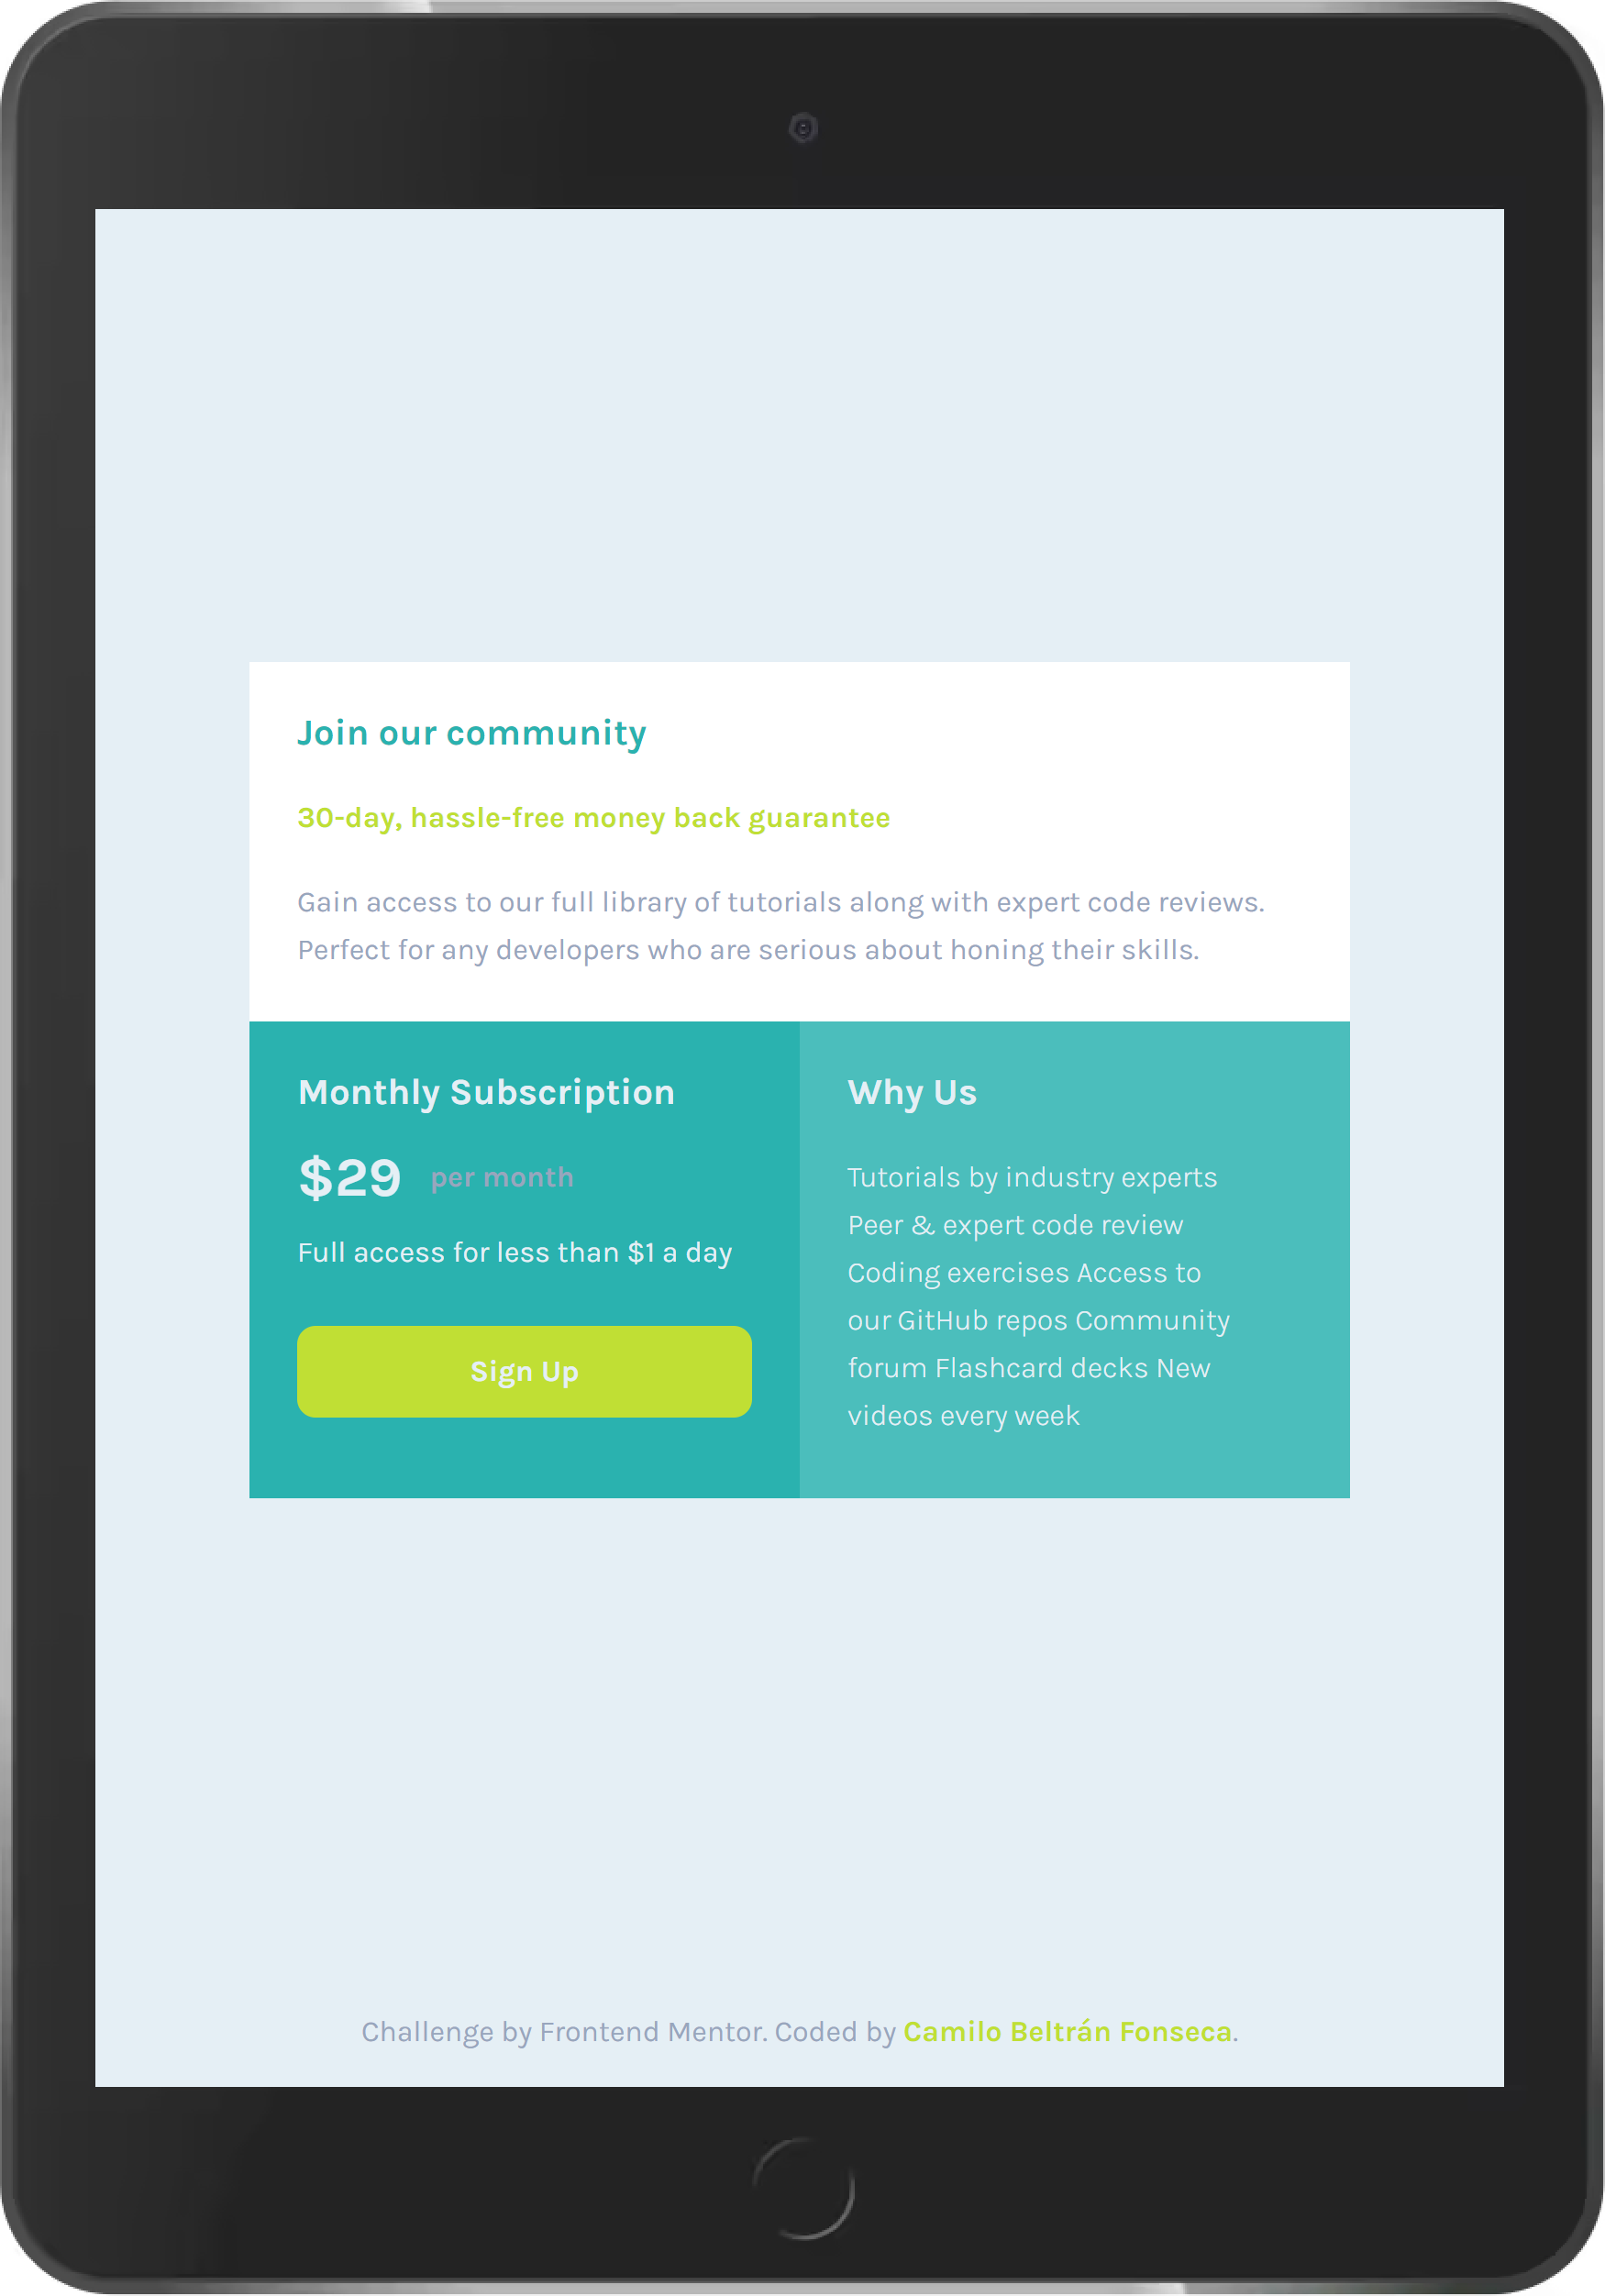 Join our community
30-day, hassle-free money back guarantee
Gain access to our full library of tutorials along with expert code reviews.
Perfect for any developers who are serious about honing their skills.
Monthly Subscription
$29 per month
Full access for less than $1 a day
Sign Up
Why Us
Tutorials by industry experts
Peer & expert code review
Coding exercises Access to
our GitHub repos Community
forum Flashcard decks New
videos every week
Challenge by Frontend Mentor. Coded by Camilo Beltrán Fonseca.